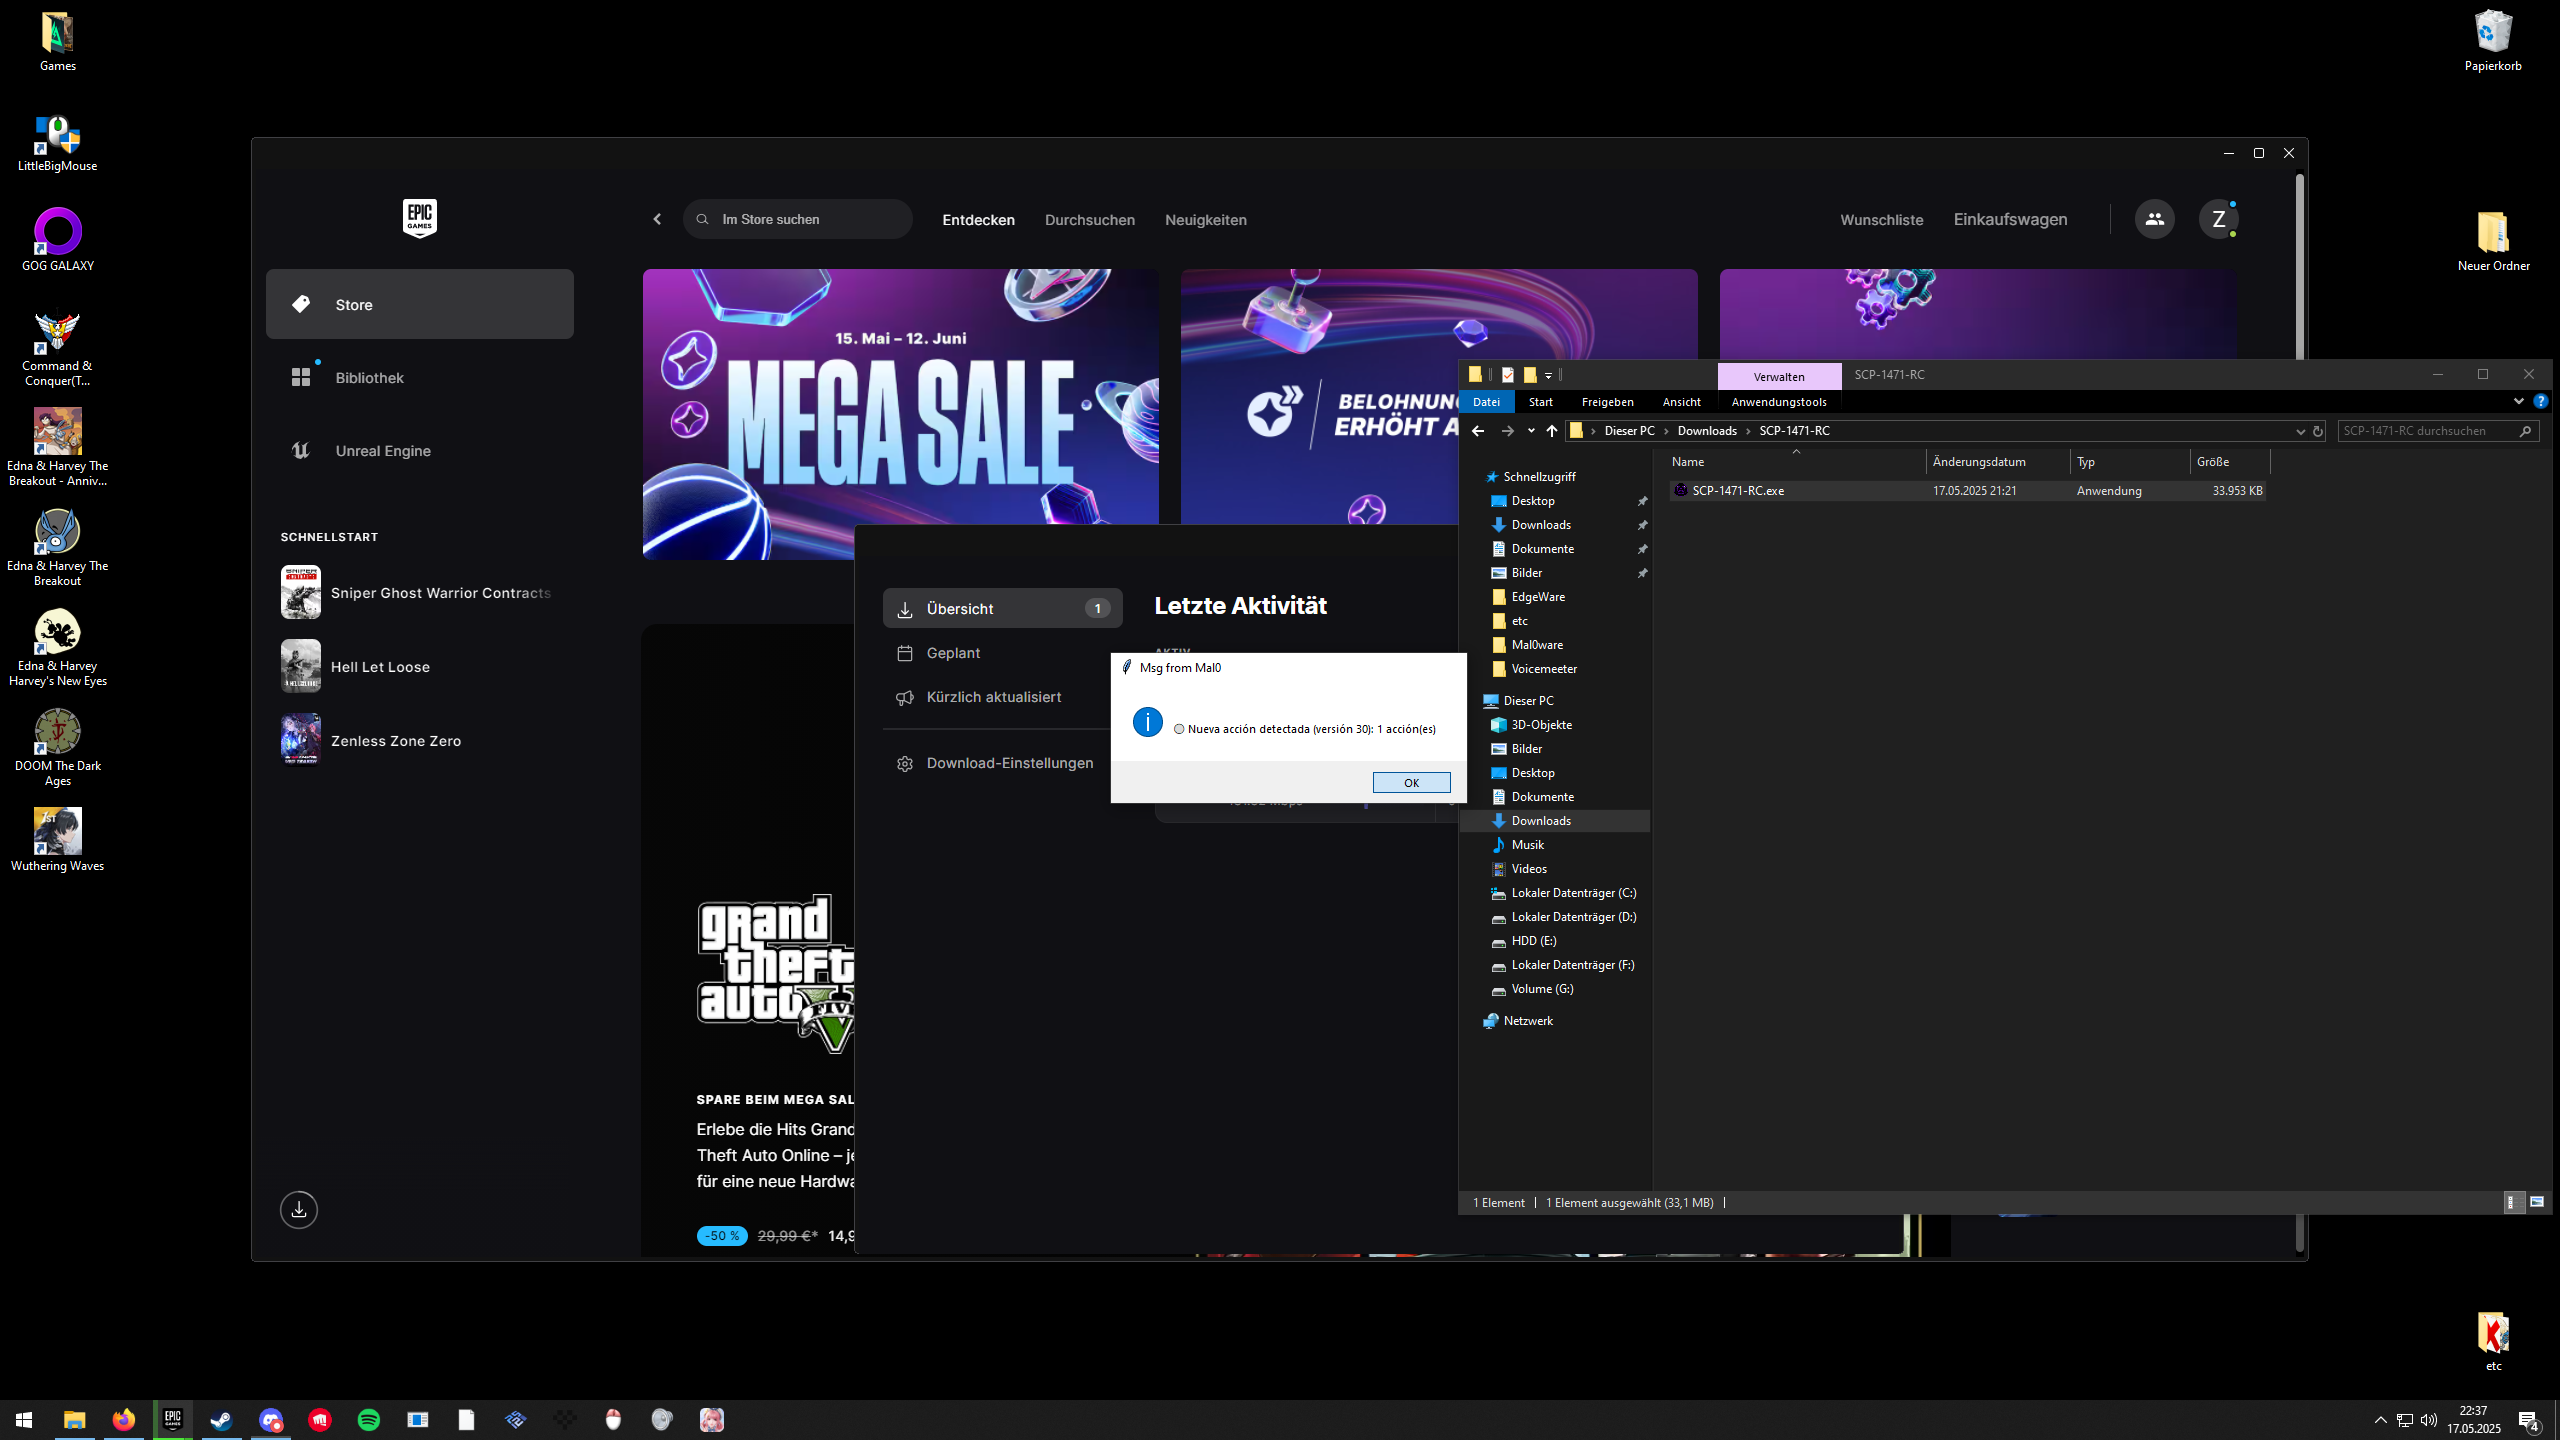 Games
LittleBigMouse
GOG GALAXY
Command &
Conquer(T...
Edna & Harvey The
Breakout - Anniv...
Edna & Harvey The
Breakout
Edna & Harvey
Harvey's New Eyes
DOOM The Dark
Ages
Wuthering Waves
Papierkorb
Neuer Ordner
etc
EPIC
GAMES
Im Store suchen
Entdecken
Durchsuchen
Neuigkeiten
Wunschliste
Einkaufswagen
Z
Store
Bibliothek
Unreal Engine
SCHNELLSTART
Sniper Ghost Warrior Contracts
Hell Let Loose
Zenless Zone Zero
15. Mai – 12. Juni
MEGA SALE
BELOHNUN
ERHÖHT A
grand
theft
auto V
SPARE BEIM MEGA SAL
Erlebe die Hits Grand
Theft Auto Online – je
für eine neue Hardwa
-50 %
29,99 €*
14,9
Übersicht
1
Geplant
Kürzlich aktualisiert
Download-Einstellungen
Letzte Aktivität
Msg from Mal0
Nueva acción detectada (versión 30): 1 acción(es)
OK
Verwalten
SCP-1471-RC
Datei
Start
Freigeben
Ansicht
Anwendungstools
Dieser PC
Downloads
SCP-1471-RC
SCP-1471-RC durchsuchen
Name
Änderungsdatum
Typ
Größe
SCP-1471-RC.exe
17.05.2025 21:21
Anwendung
33.953 KB
Schnellzugriff
Desktop
Downloads
Dokumente
Bilder
EdgeWare
etc
Mal0ware
Voicemeeter
Dieser PC
3D-Objekte
Bilder
Desktop
Dokumente
Downloads
Musik
Videos
Lokaler Datenträger (C:)
Lokaler Datenträger (D:)
HDD (E:)
Lokaler Datenträger (F:)
Volume (G:)
Netzwerk
1 Element
1 Element ausgewählt (33,1 MB)
EPIC
GAMES
22:37
17.05.2025
4